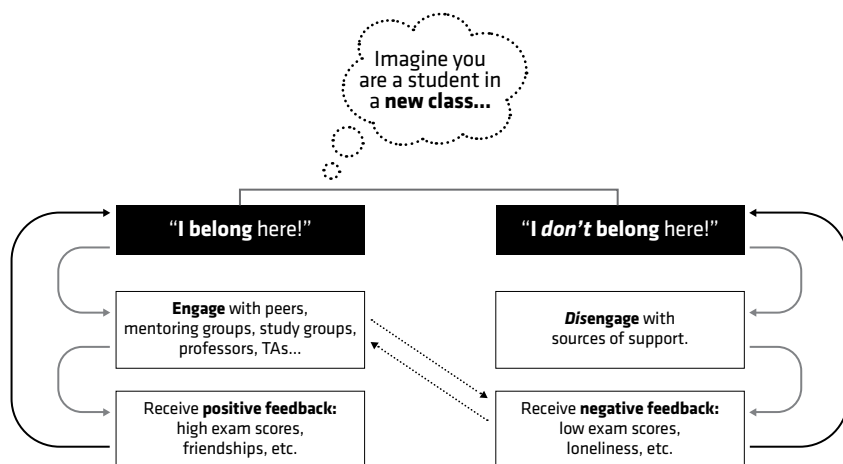 Imagine you
are a student in
a new class...
“I belong here!”
“I don’t belong here!”
Engage with peers,
mentoring groups, study groups,
professors, TAs...
Disengage with
sources of support.
Receive positive feedback:
high exam scores,
friendships, etc.
Receive negative feedback:
low exam scores,
loneliness, etc.